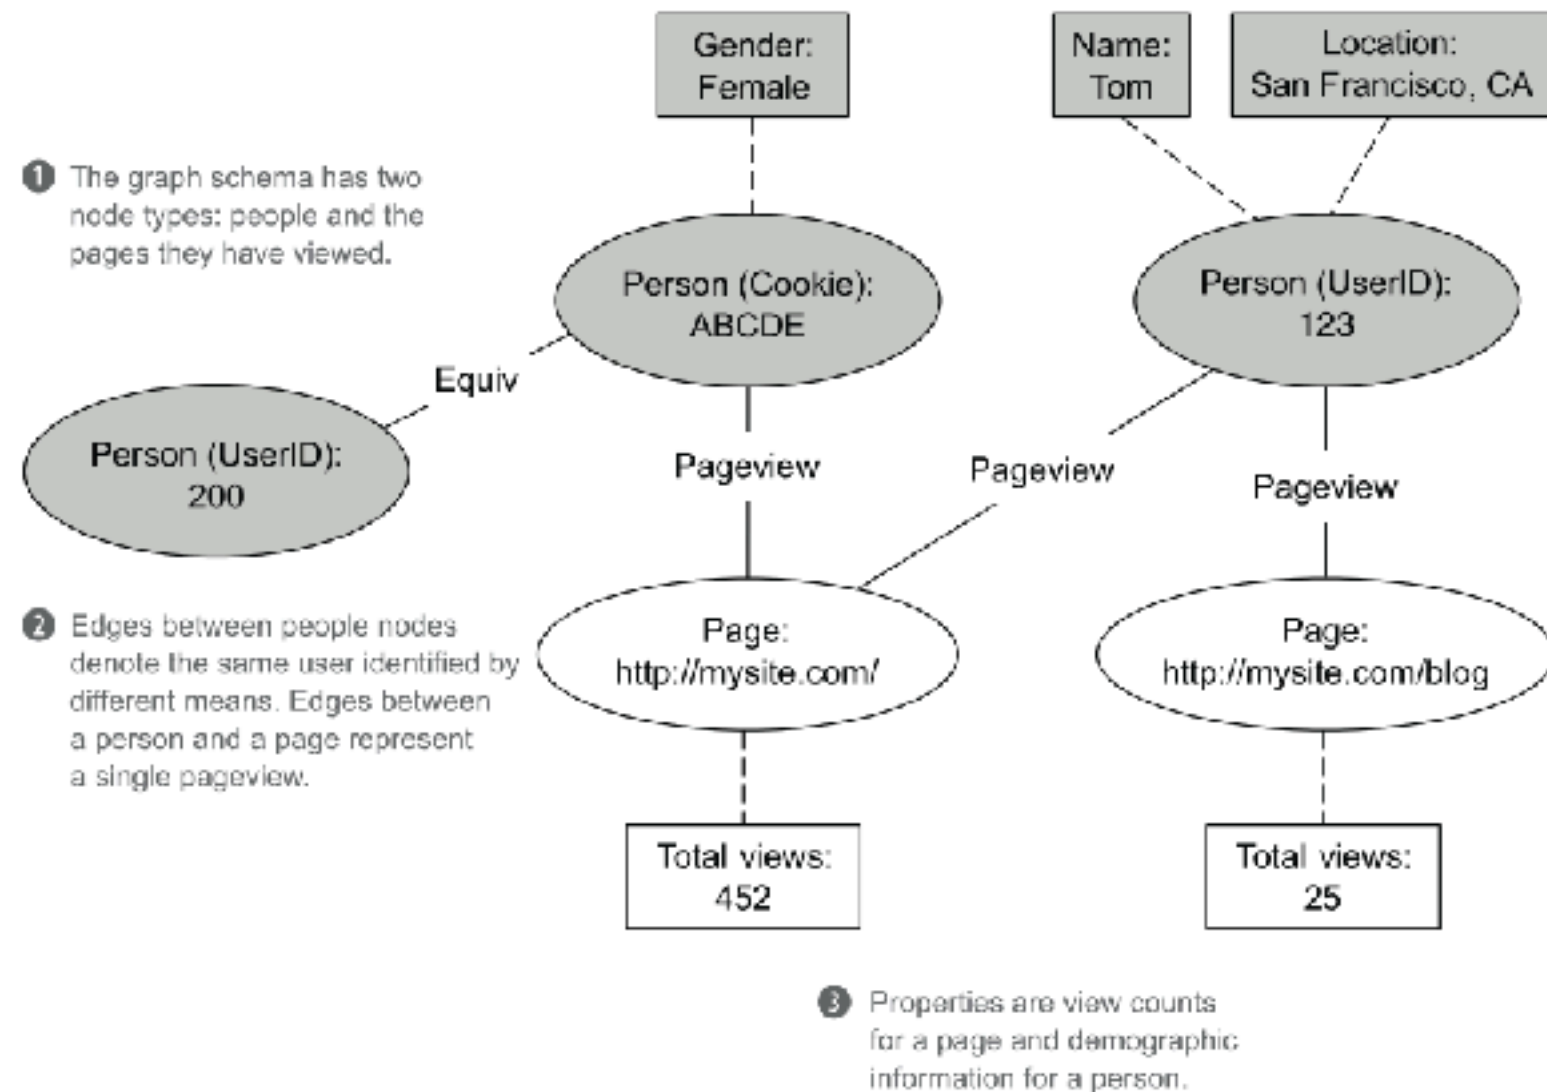 Gender:
Female
Name:
Tom
Location:
San Francisco, CA
1 The graph schema has two
node types: people and the
pages they have viewed.
Person (Cookie):
ABCDE
Person (UserID):
123
Equiv
Person (UserID):
200
Pageview
Pageview
Pageview
2 Edges between people nodes
denote the same user identified by
different means. Edges between
a person and a page represent
a single pageview.
Page:
http://mysite.com/
Page:
http://mysite.com/blog
Total views:
452
Total views:
25
3 Properties are view counts
for a page and demographic
information for a person.